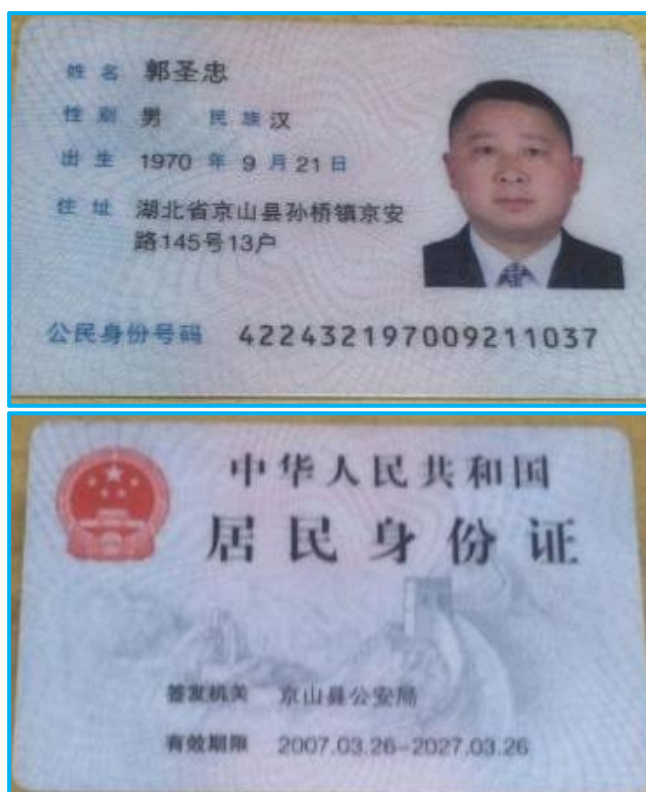 姓名 郭圣忠
性别 男 民族 汉
出生 1970 年 9 月 21 日
住址 湖北省京山县孙桥镇京安
路145号13户
公民身份号码 422432197009211037
中华人民共和国
居民身份证
签发机关 京山县公安局
有效期限 2007.03.26-2027.03.26